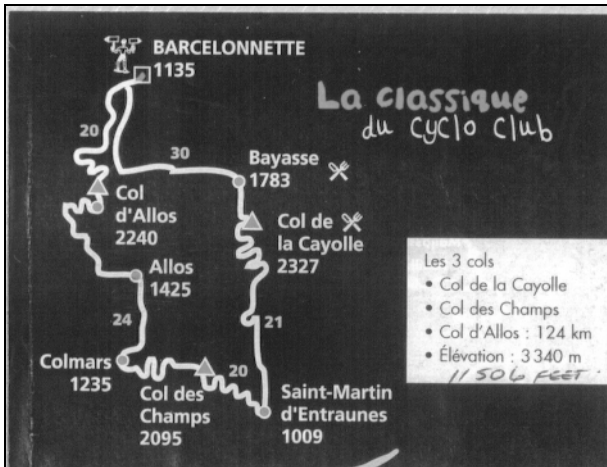 BARCELONNETTE
1135
La classique
du cyclo club
20
30
Bayasse
1783
Col
d'Allos
2240
Col de
la Cayolle
2327
Allos
1425
24
21
Colmars
1235
Col des
Champs
2095
20
Saint-Martin
d'Entraunes
1009
Les 3 cols
• Col de la Cayolle
• Col des Champs
• Col d'Allos : 124 km
• Élévation : 3 340 m
11 506 FEET.